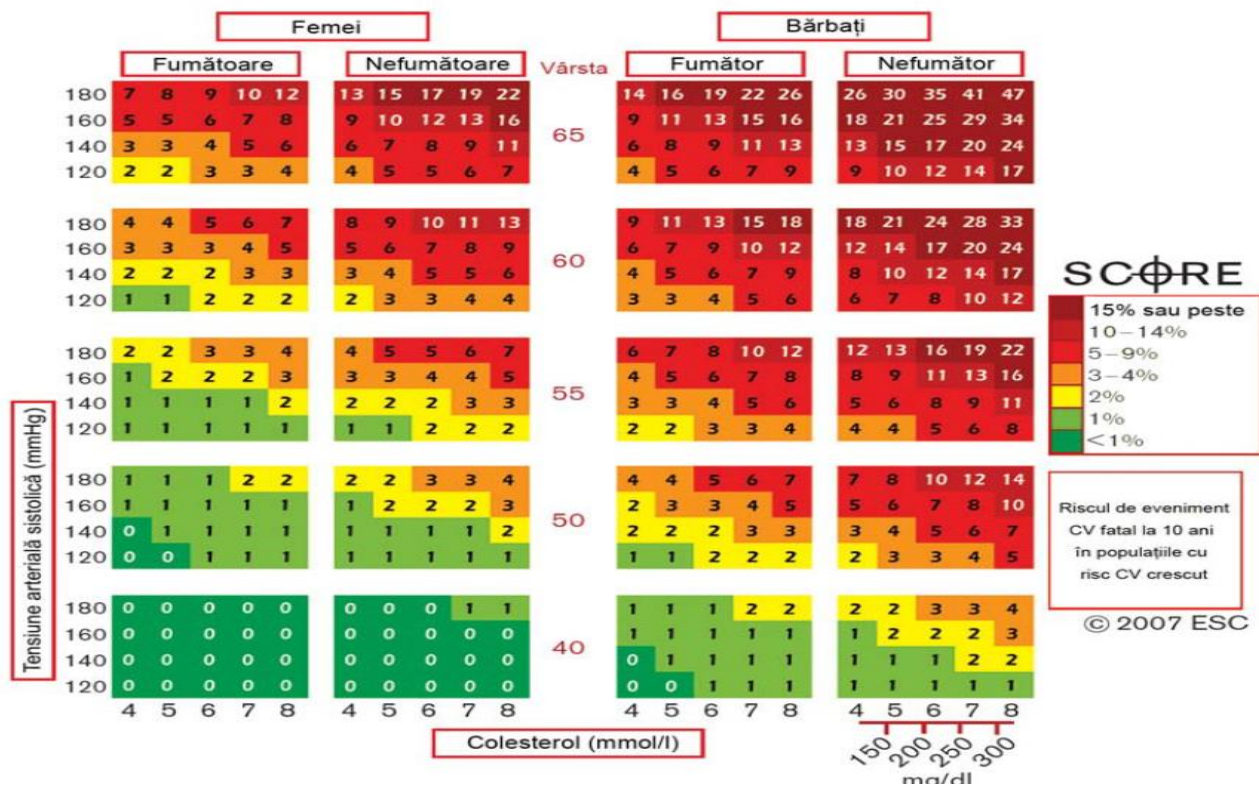 Femei Bărbați
Fumătoare Nefumătoare Vârsta Fumător Nefumător
180 7 8 9 10 12 13 15 17 19 22 14 16 19 22 26 26 30 35 41 47
160 5 5 6 7 8 9 10 12 13 16 9 11 13 15 16 18 21 25 29 34
65
140 3 3 4 5 6 6 7 8 9 11 6 8 9 11 13 13 15 17 20 24
120 2 2 3 3 4 4 5 5 6 7 4 5 6 7 9 9 10 12 14 17
180 4 4 5 6 7 8 9 10 11 13 9 11 13 15 18 18 21 24 28 33
160 3 3 3 4 5 5 6 7 8 9 6 7 9 10 12 12 14 17 20 24
60
140 2 2 2 3 3 3 4 5 5 6 4 5 6 7 9 8 10 12 14 17
120 1 1 2 2 2 2 3 3 4 4 3 3 4 5 6 6 7 8 10 12
180 2 2 3 3 4 4 5 5 6 7 6 7 8 10 12 12 13 16 19 22
160 1 2 2 2 3 3 3 4 4 5 4 5 6 7 8 8 9 11 13 16
55
140 1 1 1 1 2 2 2 2 3 3 3 3 4 5 6 5 6 8 9 11
120 1 1 1 1 1 1 1 2 2 2 2 2 3 3 4 4 4 5 6 8
180 1 1 1 2 2 2 2 3 3 4 4 4 5 6 7 7 8 10 12 14
160 1 1 1 1 1 1 2 2 2 3 2 3 3 4 5 5 6 7 8 10
50
140 0 1 1 1 1 1 1 1 1 2 2 2 2 3 3 3 4 5 6 7
120 0 0 1 1 1 1 1 1 1 1 1 1 2 2 2 2 3 3 4 5
180 0 0 0 0 0 0 0 0 1 1 1 1 1 2 2 2 2 3 3 4
160 0 0 0 0 0 0 0 0 0 0 1 1 1 1 1 1 2 2 2 3
40
140 0 0 0 0 0 0 0 0 0 0 0 1 1 1 1 1 1 1 2 2
120 0 0 0 0 0 0 0 0 0 0 0 0 1 1 1 1 1 1 1 1
4 5 6 7 8 4 5 6 7 8 4 5 6 7 8 4 5 6 7 8
Tensiune arterială sistolică (mmHg)
Colesterol (mmol/l)
150 200 250 300
mg/dl
SCORE
15% sau peste
10–14%
5–9%
3–4%
2%
1%
<1%
Riscul de eveniment
CV fatal la 10 ani
în populațiile cu
risc CV crescut
© 2007 ESC